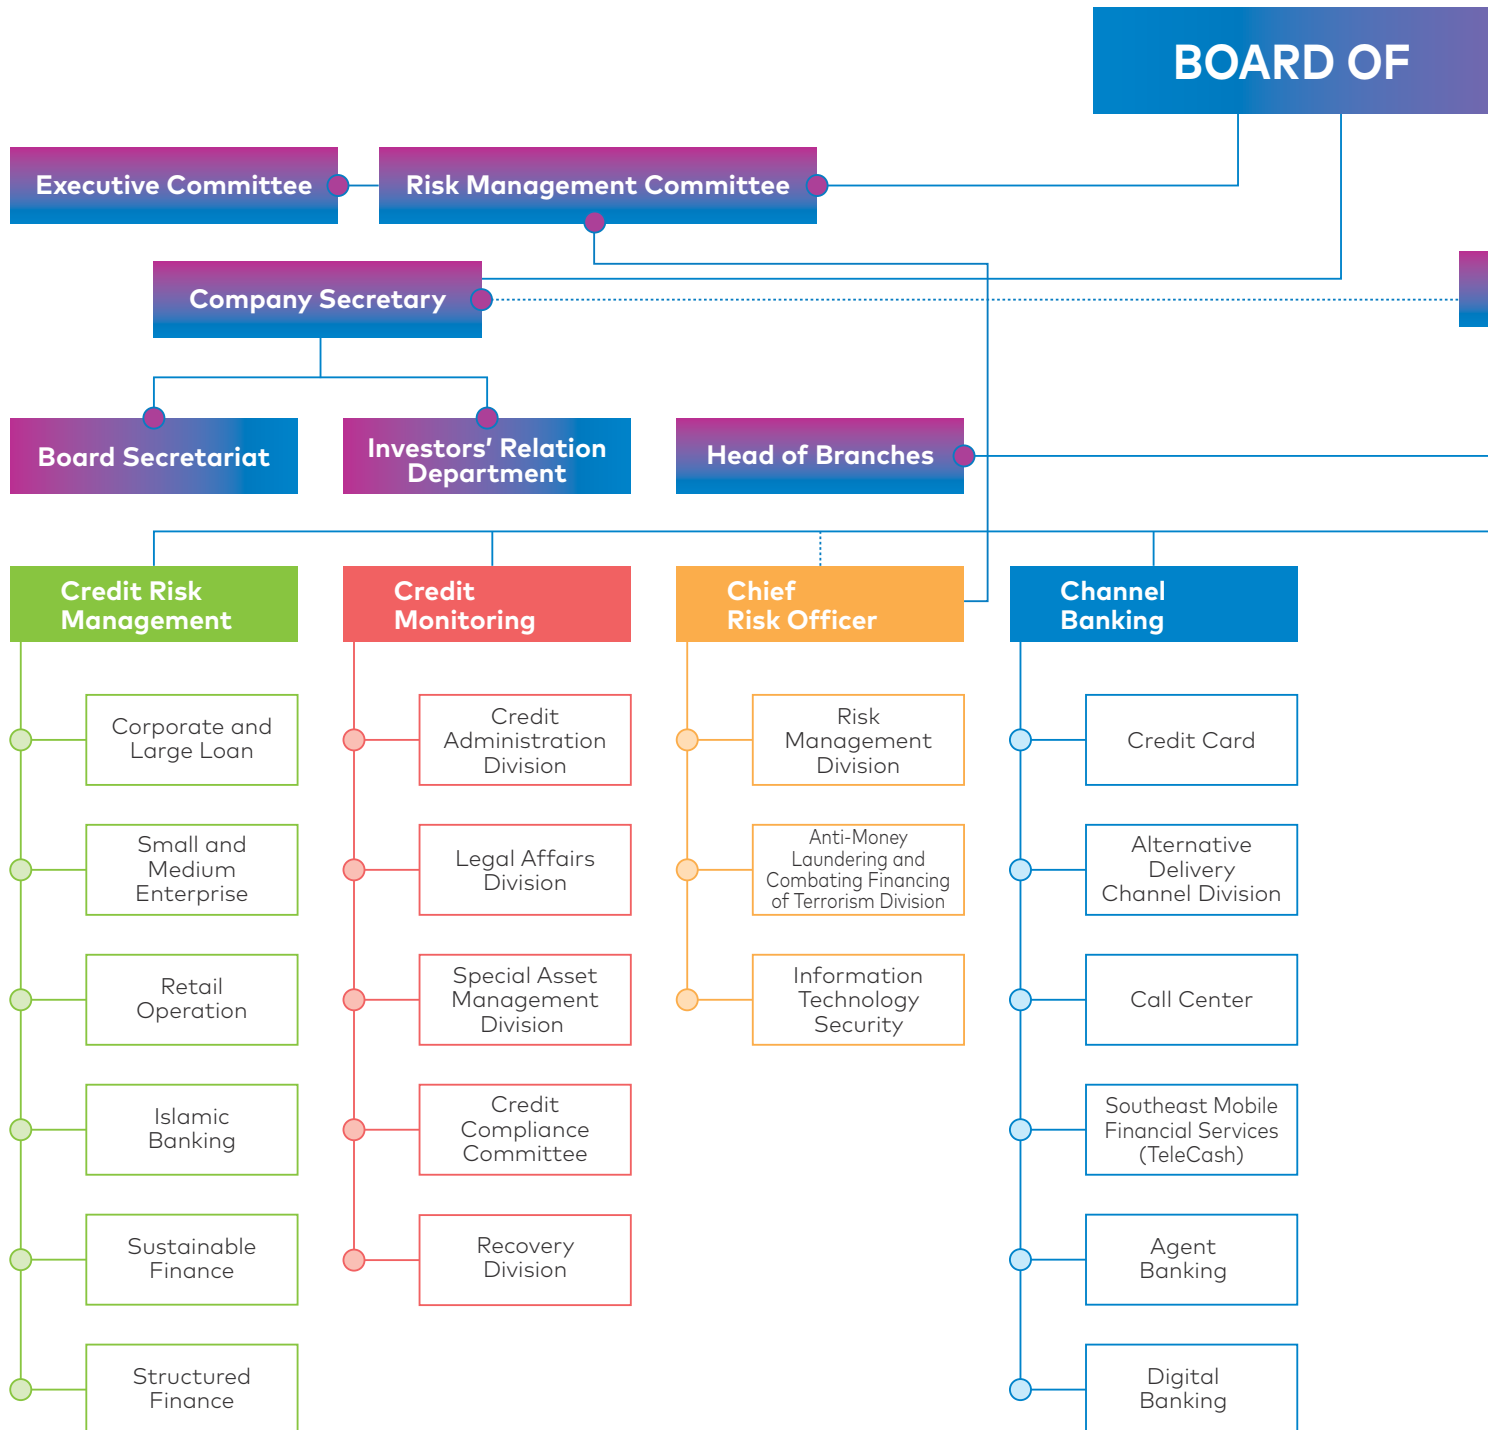 BOARD OF
Executive Committee
Risk Management Committee
Company Secretary
Board Secretariat
Investors' Relation
Department
Head of Branches
Credit Risk
Management
Corporate and
Large Loan
Small and
Medium
Enterprise
Retail
Operation
Islamic
Banking
Sustainable
Finance
Structured
Finance
Credit
Monitoring
Credit
Administration
Division
Legal Affairs
Division
Special Asset
Management
Division
Credit
Compliance
Committee
Recovery
Division
Chief
Risk Officer
Risk
Management
Division
Anti-Money
Laundering and
Combating Financing
of Terrorism Division
Information
Technology
Security
Channel
Banking
Credit Card
Alternative
Delivery
Channel Division
Call Center
Southeast Mobile
Financial Services
(TeleCash)
Agent
Banking
Digital
Banking